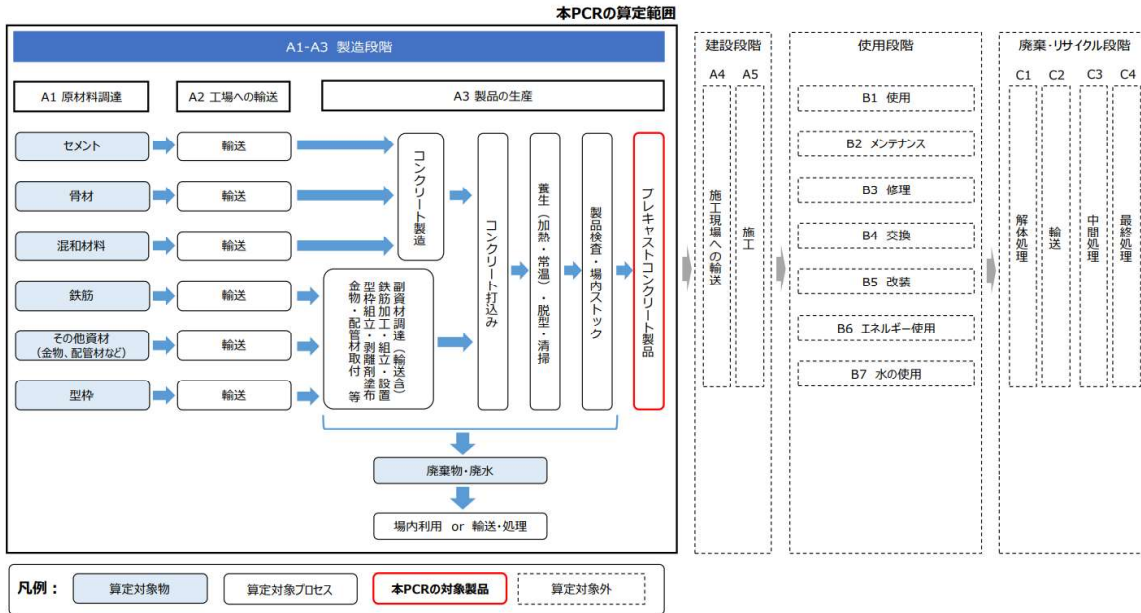 本PCRの算定範囲
A1-A3 製造段階
A1 原材料調達
A2 工場への輸送
A3 製品の生産
セメント
輸送
骨材
輸送
混和材料
輸送
鉄筋
輸送
その他資材
(金物、配管材など)
輸送
型枠
輸送
コンクリート製造
副資材調達(輸送含)
鉄筋加工・組立・設置
型枠組立・剥離剤塗布
金物・配管材取付 等
コンクリート打込み
養生(加熱・常温)・脱型・清掃
製品検査・場内ストック
プレキャストコンクリート製品
廃棄物・廃水
場内利用 or 輸送・処理
建設段階
A4 A5
施工現場への輸送
施工
使用段階
B1 使用
B2 メンテナンス
B3 修理
B4 交換
B5 改装
B6 エネルギー使用
B7 水の使用
廃棄・リサイクル段階
C1 C2 C3 C4
解体処理
輸送
中間処理
最終処理
凡例:
算定対象物
算定対象プロセス
本PCRの対象製品
算定対象外